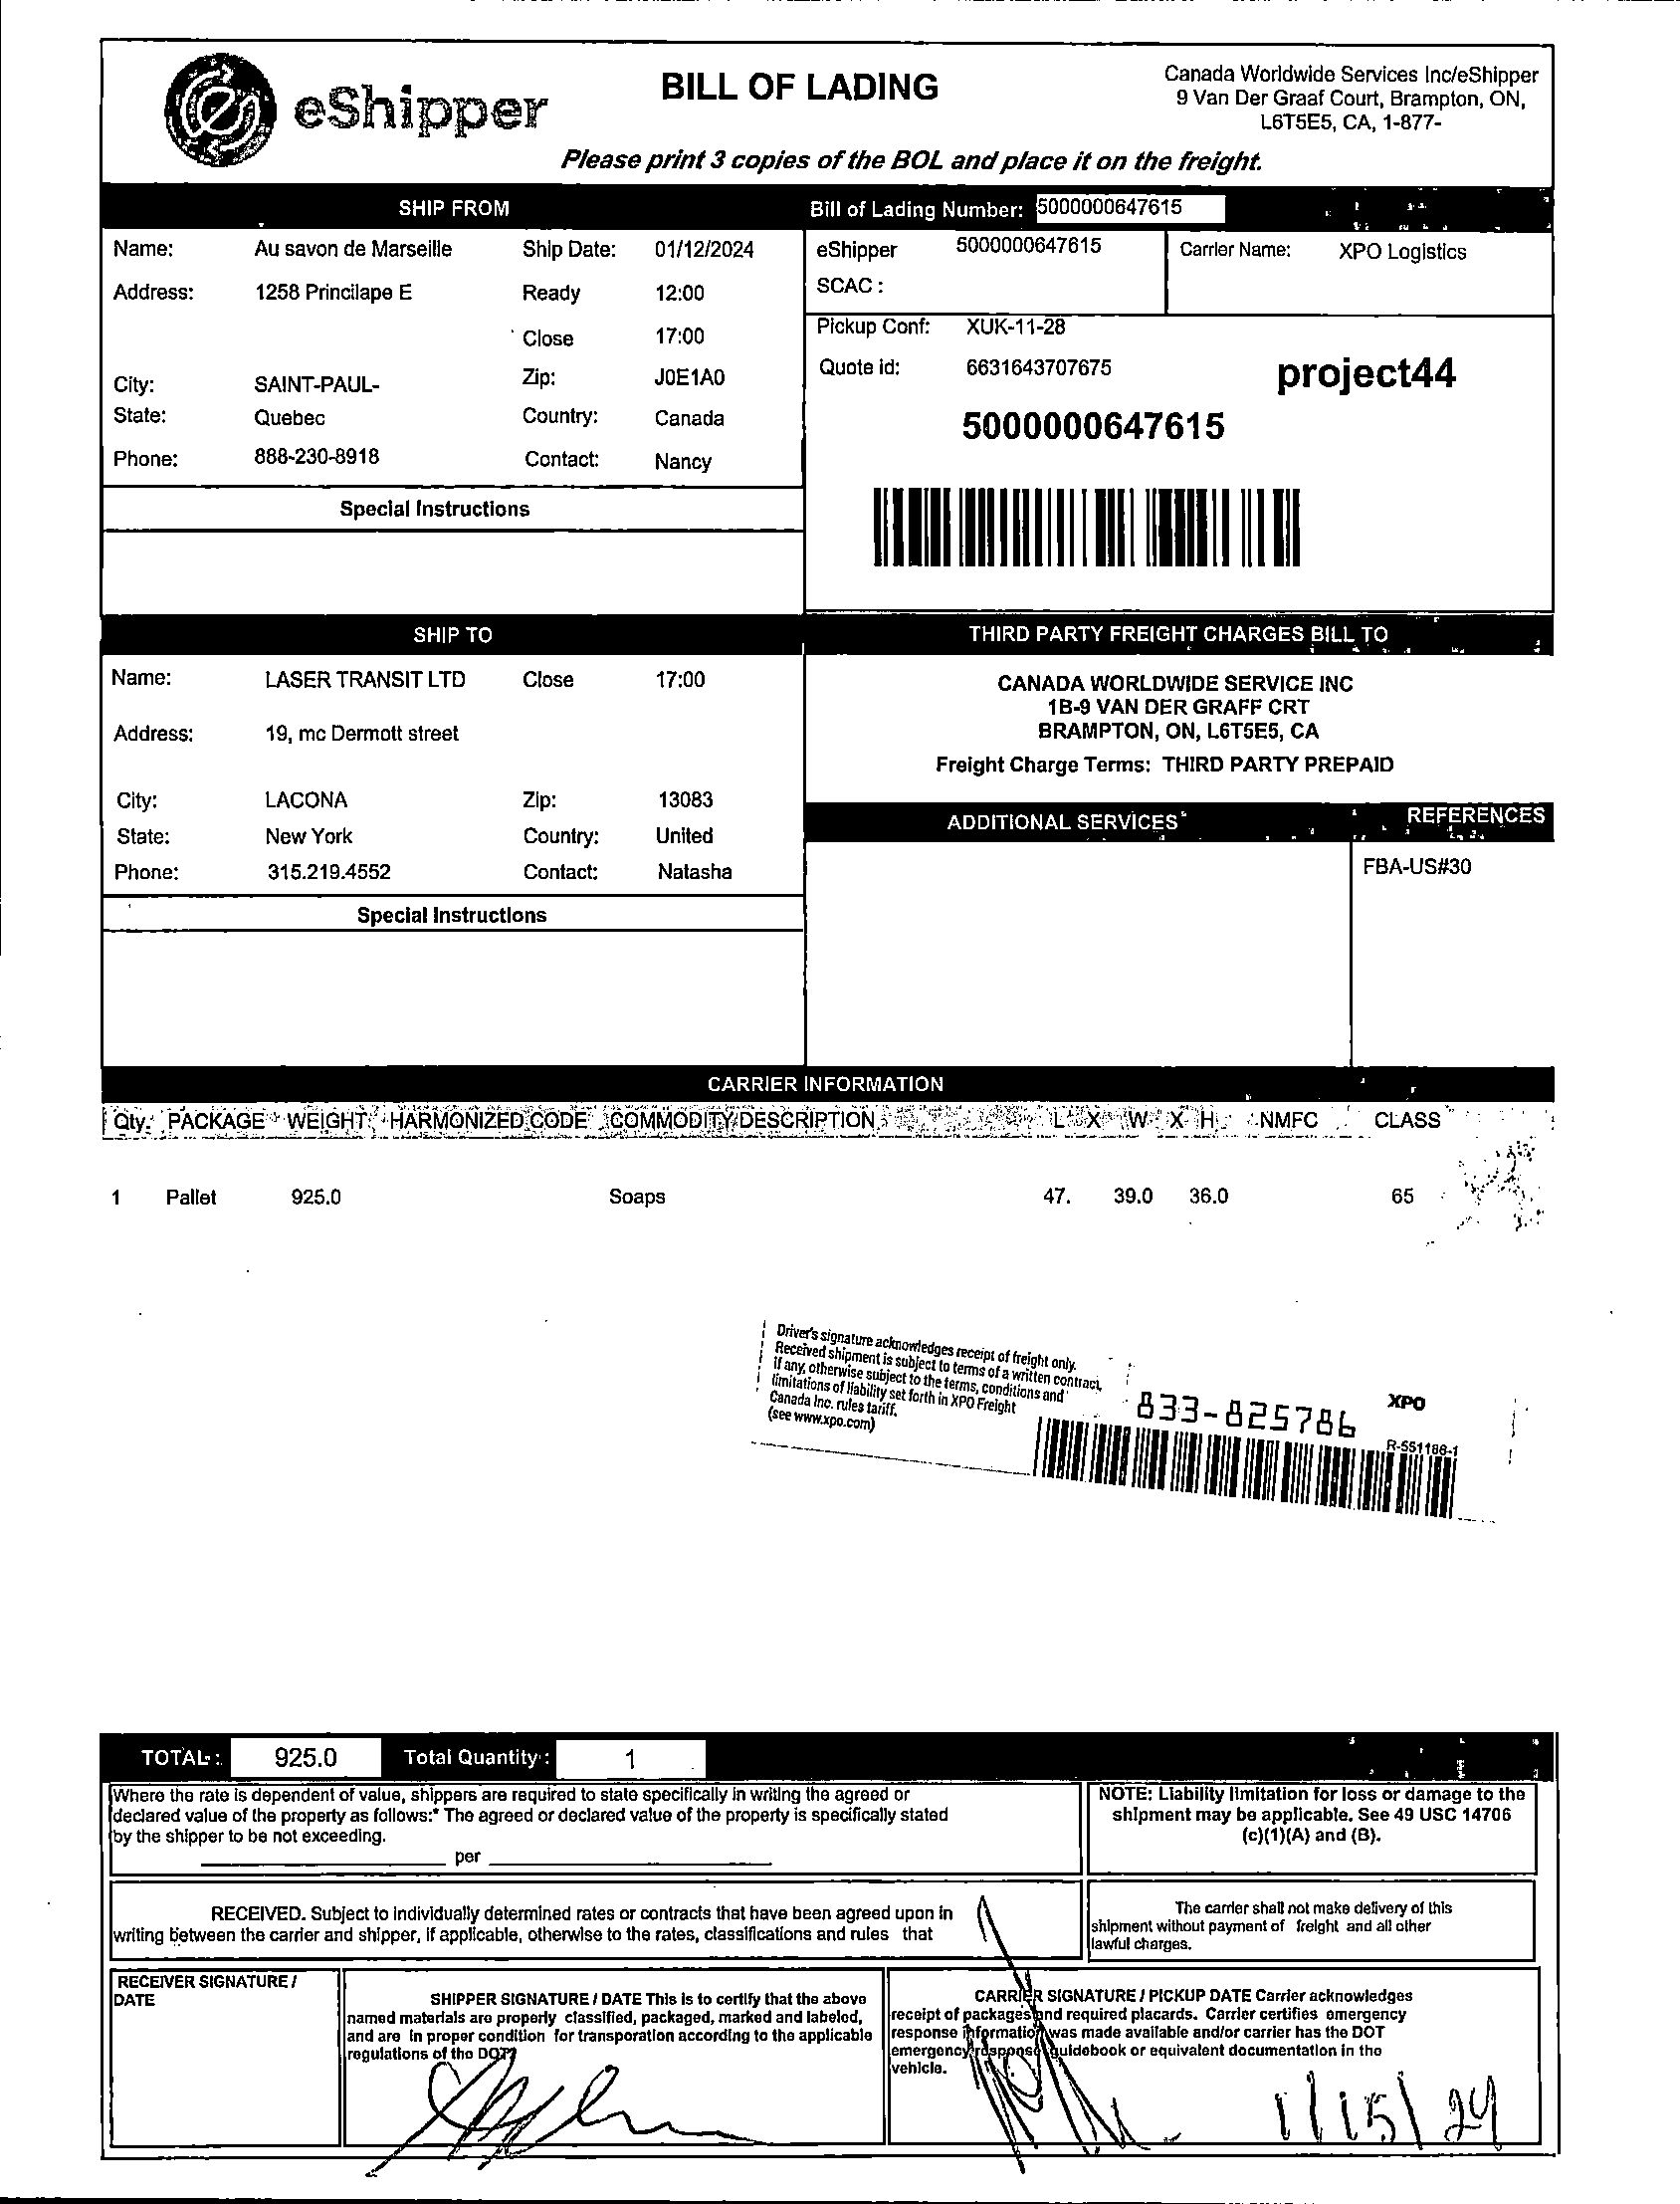 eShipper
BILL OF LADING
Canada Worldwide Services Inc/eShipper
9 Van Der Graaf Court, Brampton, ON,
L6T5E5, CA, 1-877-
Please print 3 copies of the BOL and place it on the freight.
SHIP FROM
Bill of Lading Number: 5000000647615
Name: Au savon de Marseille Ship Date: 01/12/2024
eShipper 5000000647615 Carrier Name: XPO Logistics
SCAC :
Address: 1258 Princilape E Ready 12:00
Close 17:00
Pickup Conf: XUK-11-28
Quote id: 6631643707675
project44
City: SAINT-PAUL- Zip: J0E1A0
State: Quebec Country: Canada
5000000647615
Phone: 888-230-8918 Contact: Nancy
Special Instructions
SHIP TO
THIRD PARTY FREIGHT CHARGES BILL TO
Name: LASER TRANSIT LTD Close 17:00
CANADA WORLDWIDE SERVICE INC
1B-9 VAN DER GRAFF CRT
Address: 19, mc Dermott street
BRAMPTON, ON, L6T5E5, CA
Freight Charge Terms: THIRD PARTY PREPAID
City: LACONA Zip: 13083
ADDITIONAL SERVICES
REFERENCES
State: New York Country: United
Phone: 315.219.4552 Contact: Natasha
FBA-US#30
Special Instructions
CARRIER INFORMATION
Qty. PACKAGE WEIGHT HARMONIZED CODE COMMODITY DESCRIPTION L X W X H NMFC CLASS
1 Pallet 925.0 Soaps 47. 39.0 36.0 65
Driver's signature acknowledges receipt of freight only.
Received shipment is subject to terms of a written contract,
if any, otherwise subject to the terms, conditions and
limitations of liability set forth in XPO Freight
Canada Inc. rules tariff.
(see www.xpo.com)
833-825786
XPO
R-551188-1
TOTAL : 925.0 Total Quantity : 1
Where the rate is dependent of value, shippers are required to state specifically in writing the agreed or
declared value of the property as follows:* The agreed or declared value of the property is specifically stated
by the shipper to be not exceeding.
per
NOTE: Liability limitation for loss or damage to the
shipment may be applicable. See 49 USC 14706
(c)(1)(A) and (B).
RECEIVED. Subject to individually determined rates or contracts that have been agreed upon in
writing between the carrier and shipper, if applicable, otherwise to the rates, classifications and rules that
The carrier shall not make delivery of this
shipment without payment of freight and all other
lawful charges.
RECEIVER SIGNATURE /
DATE
SHIPPER SIGNATURE / DATE This is to certify that the above
named materials are properly classified, packaged, marked and labeled,
and are in proper condition for transporation according to the applicable
regulations of the DOT.
CARRIER SIGNATURE / PICKUP DATE Carrier acknowledges
receipt of packages and required placards. Carrier certifies emergency
response information was made available and/or carrier has the DOT
emergency response guidebook or equivalent documentation in the
vehicle.
1/15/24